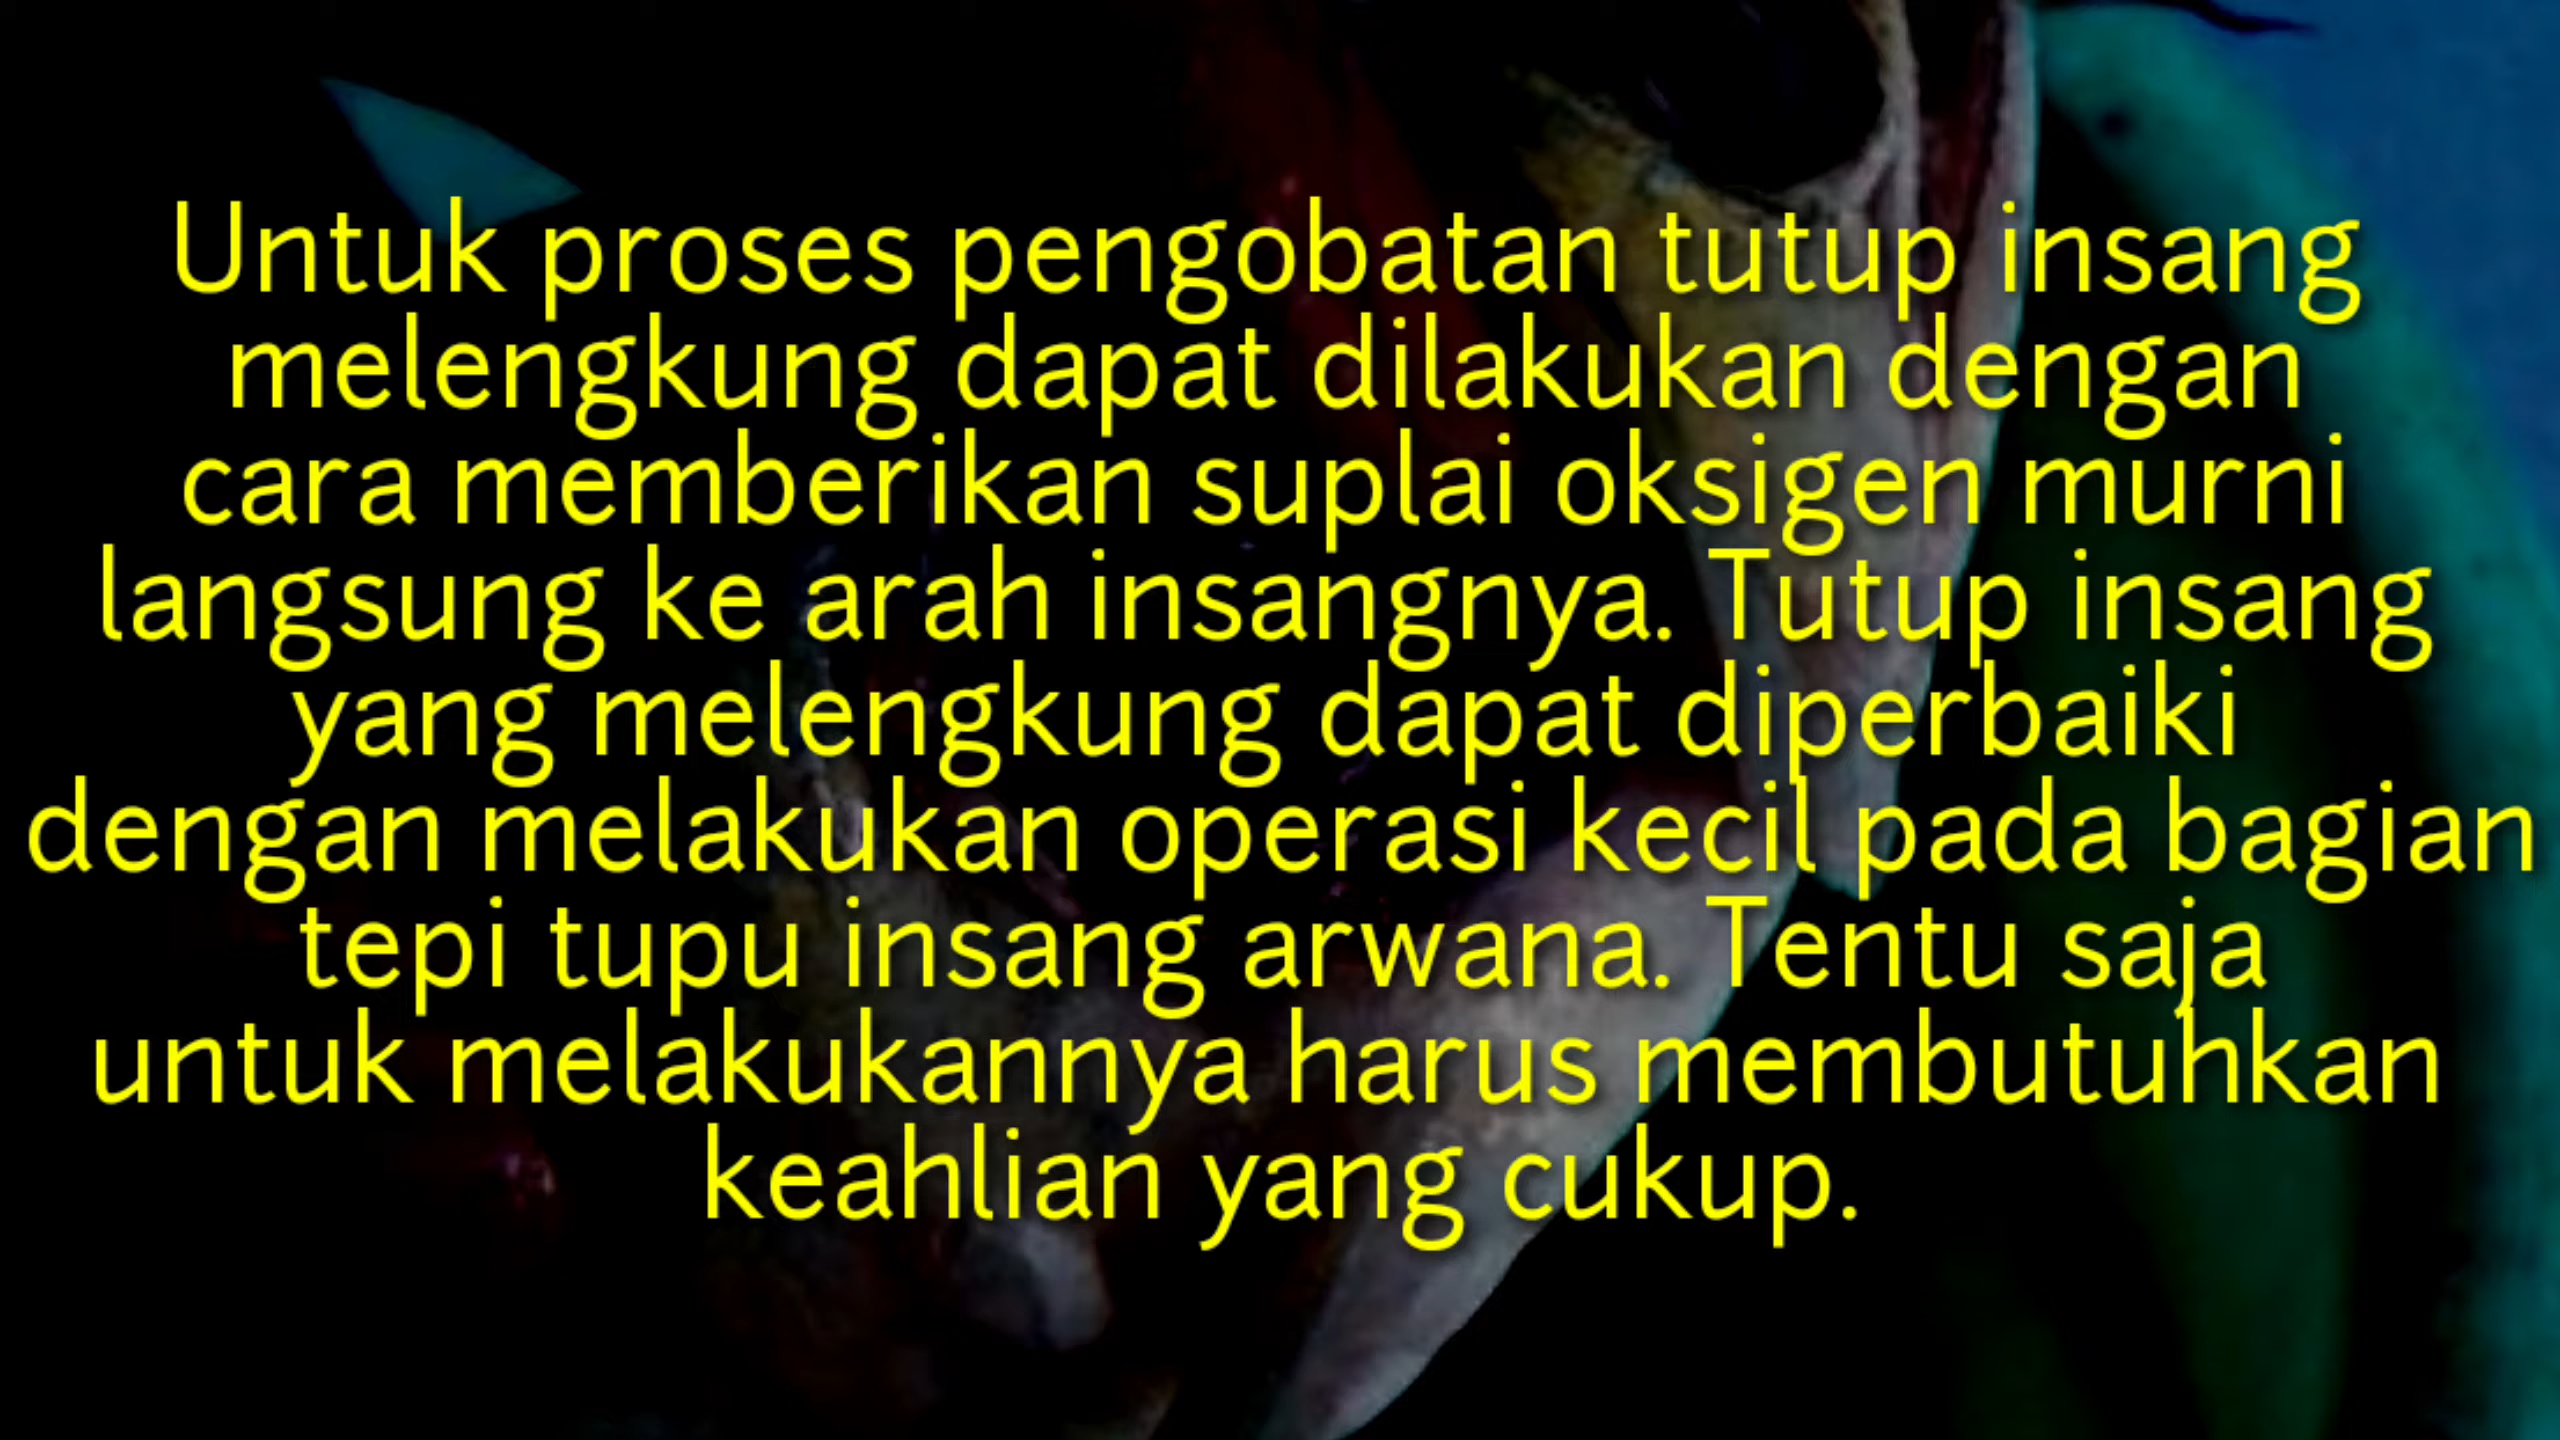 Untuk proses pengobatan tutup insang
melengkung dapat dilakukan dengan
cara memberikan suplai oksigen murni
langsung ke arah insangnya. Tutup insang
yang melengkung dapat diperbaiki
dengan melakukan operasi kecil pada bagian
tepi tupu insang arwana. Tentu saja
untuk melakukannya harus membutuhkan
keahlian yang cukup.